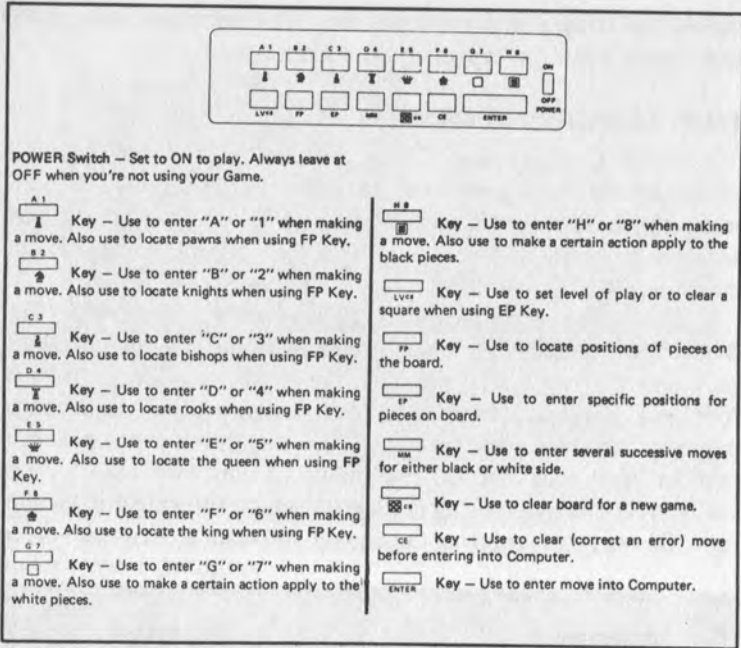 A 1 B 2 C 3 D 4 E 5 F 6 G 7 H 8
ON
OFF
POWER
LV FP EP MM CE ENTER
POWER Switch — Set to ON to play. Always leave at
OFF when you're not using your Game.
A 1
Key — Use to enter "A" or "1" when making
a move. Also use to locate pawns when using FP Key.
B 2
Key — Use to enter "B" or "2" when making
a move. Also use to locate knights when using FP Key.
C 3
Key — Use to enter "C" or "3" when making
a move. Also use to locate bishops when using FP Key.
D 4
Key — Use to enter "D" or "4" when making
a move. Also use to locate rooks when using FP Key.
E 5
Key — Use to enter "E" or "5" when making
a move. Also use to locate the queen when using FP
Key.
F 6
Key — Use to enter "F" or "6" when making
a move. Also use to locate the king when using FP Key.
G 7
Key — Use to enter "G" or "7" when making
a move. Also use to make a certain action apply to the
white pieces.
H 8
Key — Use to enter "H" or "8" when making
a move. Also use to make a certain action apply to the
black pieces.
LV
Key — Use to set level of play or to clear a
square when using EP Key.
FP
Key — Use to locate positions of pieces on
the board.
EP
Key — Use to enter specific positions for
pieces on board.
MM
Key — Use to enter several successive moves
for either black or white side.
Key — Use to clear board for a new game.
CE
Key — Use to clear (correct an error) move
before entering into Computer.
ENTER
Key — Use to enter move into Computer.